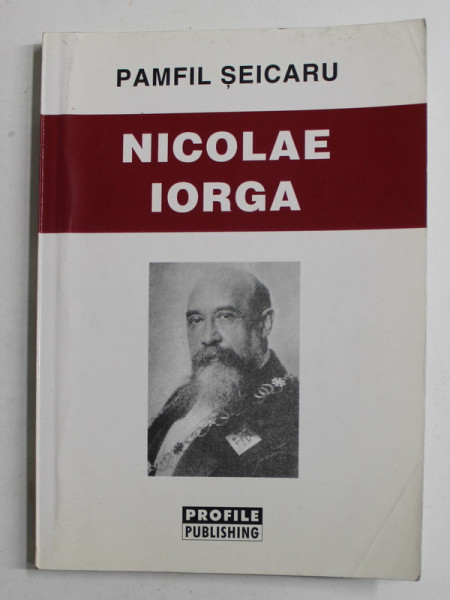 PAMFIL ȘEICARU
NICOLAE
IORGA
PROFILE
PUBLISHING